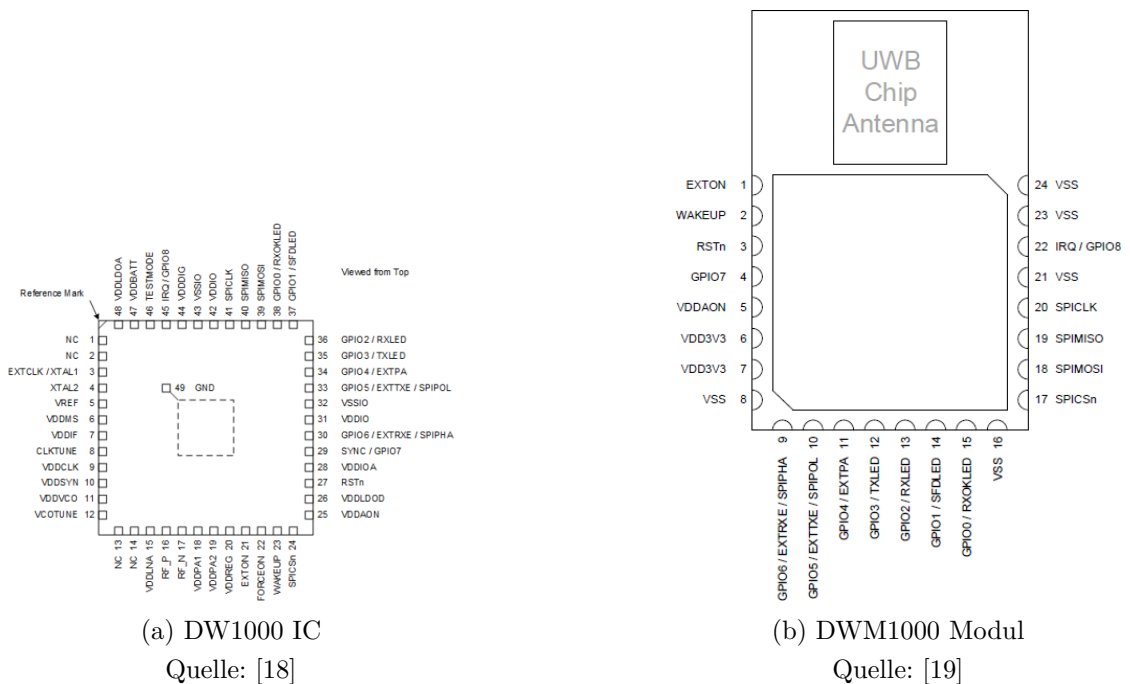 48 VDDLDOA
47 VDDBATT
46 TESTMODE
45 IRQ / GPIO8
44 VDDDIG
43 VSSIO
42 VDDIO
41 SPICLK
40 SPIMISO
39 SPIMOSI
38 GPIO0 / RXOKLED
37 GPIO1 / SFDLED
Viewed from Top
Reference Mark
NC 1
NC 2
EXTCLK / XTAL1 3
XTAL2 4
VREF 5
VDDMS 6
VDDIF 7
CLKTUNE 8
VDDCLK 9
VDDSYN 10
VDDVCO 11
VCOTUNE 12
49 GND
36 GPIO2 / RXLED
35 GPIO3 / TXLED
34 GPIO4 / EXTPA
33 GPIO5 / EXTTXE / SPIPOL
32 VSSIO
31 VDDIO
30 GPIO6 / EXTRXE / SPIPHA
29 SYNC / GPIO7
28 VDDIOA
27 RSTn
26 VDDLDOD
25 VDDAON
NC 13
NC 14
VDDLNA 15
RF_P 16
RF_N 17
VDDPA1 18
VDDPA2 19
VDDREG 20
EXTON 21
FORCEON 22
WAKEUP 23
SPICSn 24
(a) DW1000 IC
Quelle: [18]
UWB
Chip
Antenna
EXTON 1
WAKEUP 2
RSTn 3
GPIO7 4
VDDAON 5
VDD3V3 6
VDD3V3 7
VSS 8
24 VSS
23 VSS
22 IRQ / GPIO8
21 VSS
20 SPICLK
19 SPIMISO
18 SPIMOSI
17 SPICSn
GPIO6 / EXTRXE / SPIPHA 9
GPIO5 / EXTTXE / SPIPOL 10
GPIO4 / EXTPA 11
GPIO3 / TXLED 12
GPIO2 / RXLED 13
GPIO1 / SFDLED 14
GPIO0 / RXOKLED 15
VSS 16
(b) DWM1000 Modul
Quelle: [19]